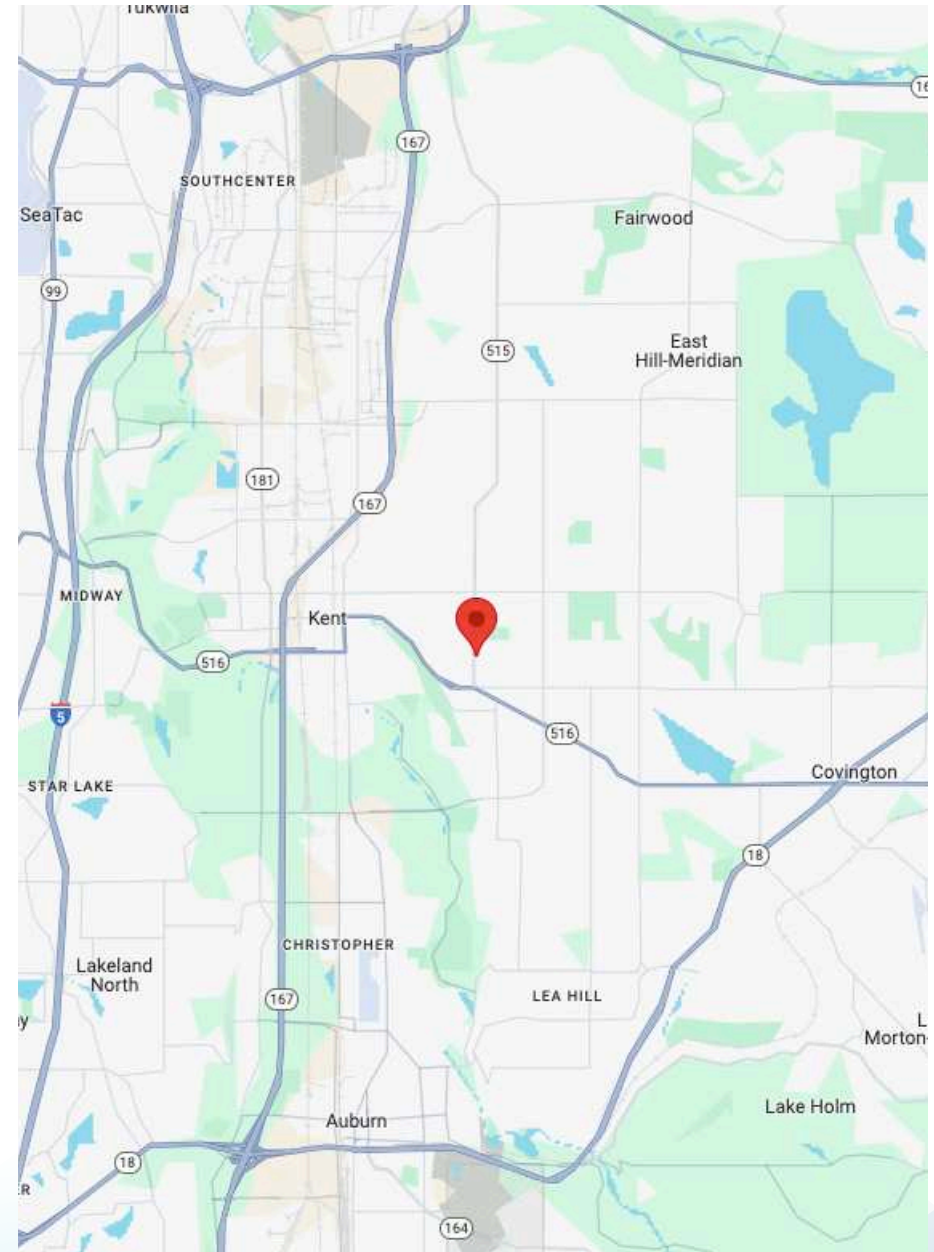 Tukwila
167
SOUTHCENTER
SeaTac
Fairwood
99
515
East
Hill-Meridian
181
167
MIDWAY
Kent
516
5
516
STAR LAKE
Covington
18
CHRISTOPHER
Lakeland
North
167
LEA HILL
Morton-
Auburn
Lake Holm
18
164